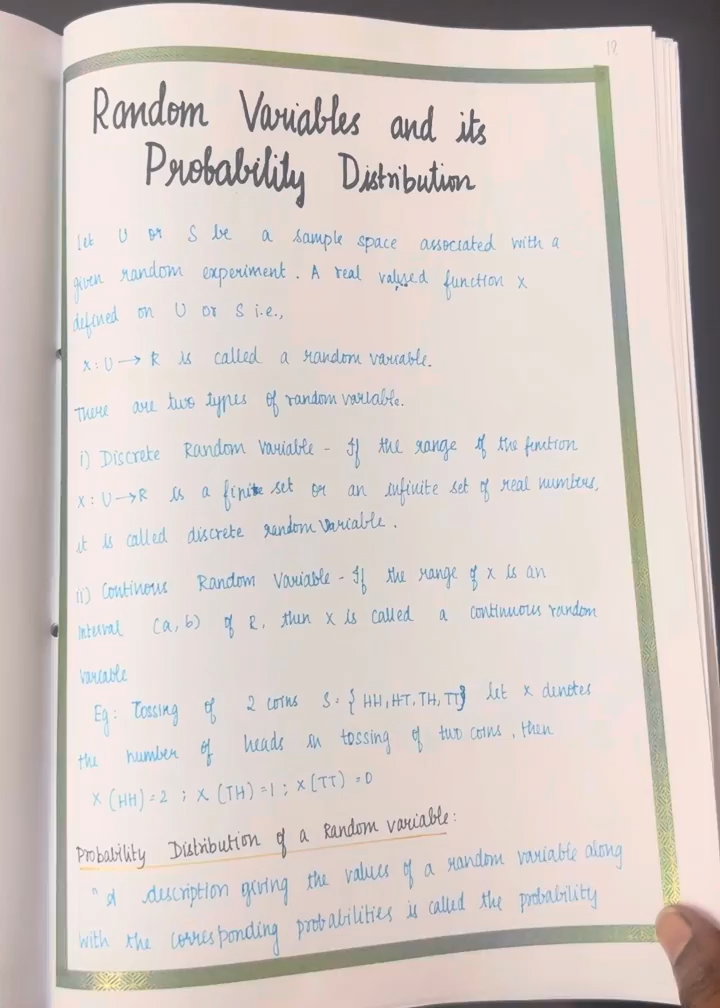 12
Random Variables and its
Probability Distribution
Let U or S be a sample space associated with a
given random experiment. A real valued function x
defined on U or S i.e.,
x : U → R is called a random variable.
There are two types of random variable.
i) Discrete Random Variable - If the range of the function
x : U → R is a finite set or an infinite set of real numbers,
it is called discrete random variable.
ii) Continous Random Variable - If the range of x is an
interval (a, b) of R, then x is called a continuous random
variable
Eg: Tossing of 2 coins S = {HH, HT, TH, TT} let x denotes
the number of heads in tossing of two coins, then
X (HH) = 2 ; X (TH) = 1 ; X (TT) = 0
Probability Distribution of a Random variable:
"A description giving the values of a random variable along
with the corresponding probabilities is called the probability